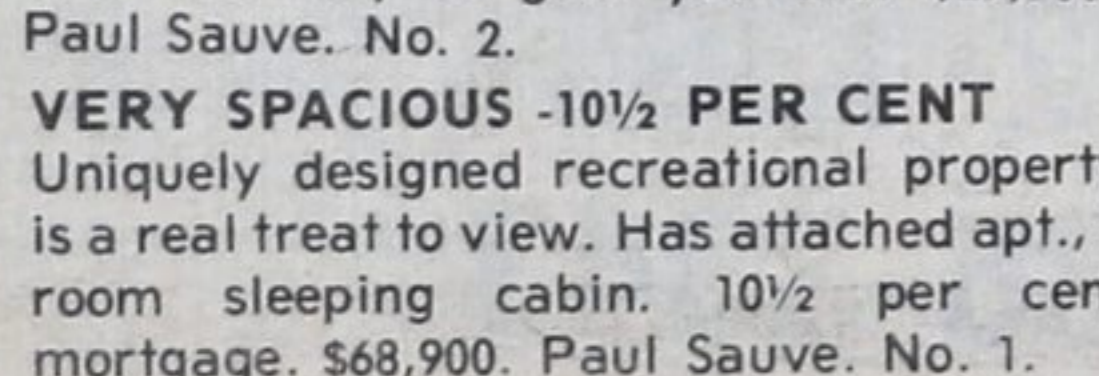 Paul Sauve. No. 2.
VERY SPACIOUS -10½ PER CENT
Uniquely designed recreational propert
is a real treat to view. Has attached apt.,
room sleeping cabin. 10½ per cen
mortgage. $68,900. Paul Sauve. No. 1.